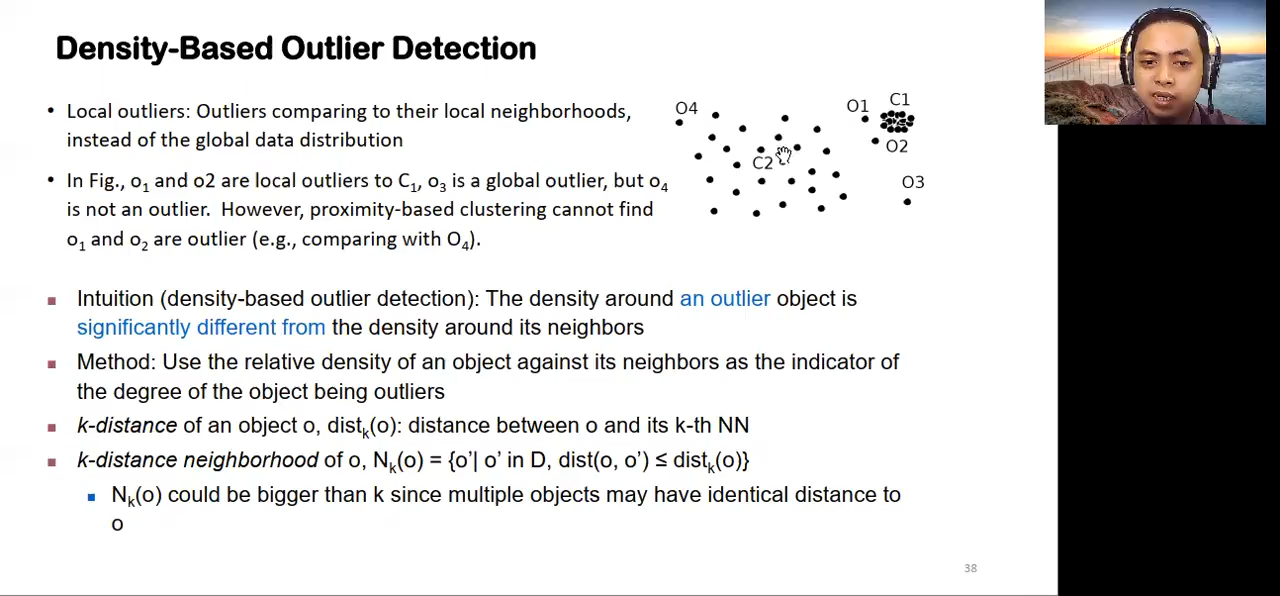 Density-Based Outlier Detection
• Local outliers: Outliers comparing to their local neighborhoods,
instead of the global data distribution
• In Fig., o₁ and o2 are local outliers to C₁, o₃ is a global outlier, but o₄
is not an outlier. However, proximity-based clustering cannot find
o₁ and o₂ are outlier (e.g., comparing with O₄).
O4
O1
C1
O2
C2
O3
▪ Intuition (density-based outlier detection): The density around an outlier object is
significantly different from the density around its neighbors
▪ Method: Use the relative density of an object against its neighbors as the indicator of
the degree of the object being outliers
▪ k-distance of an object o, distₖ(o): distance between o and its k-th NN
▪ k-distance neighborhood of o, Nₖ(o) = {o’| o’ in D, dist(o, o’) ≤ distₖ(o)}
▪ Nₖ(o) could be bigger than k since multiple objects may have identical distance to
o
38